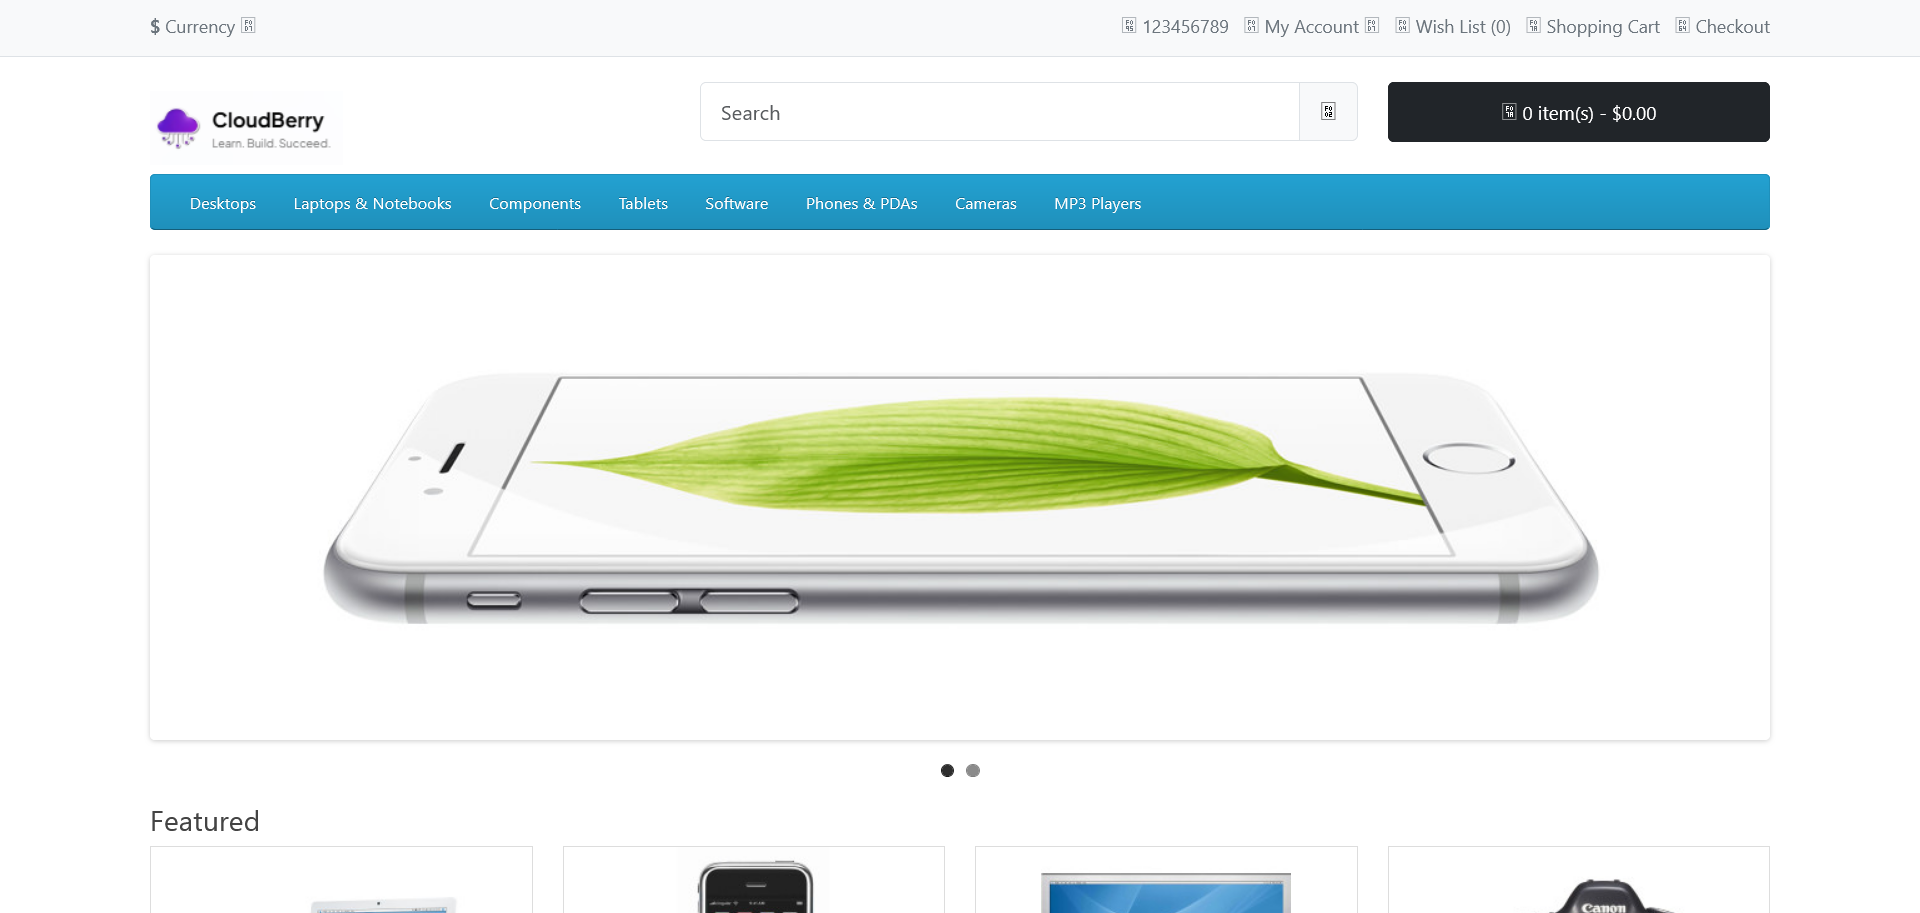 $ Currency
123456789 My Account Wish List (0) Shopping Cart Checkout
CloudBerry
Learn. Build. Succeed.
Search
0 item(s) - $0.00
Desktops Laptops & Notebooks Components Tablets Software Phones & PDAs Cameras MP3 Players
Featured
Canon